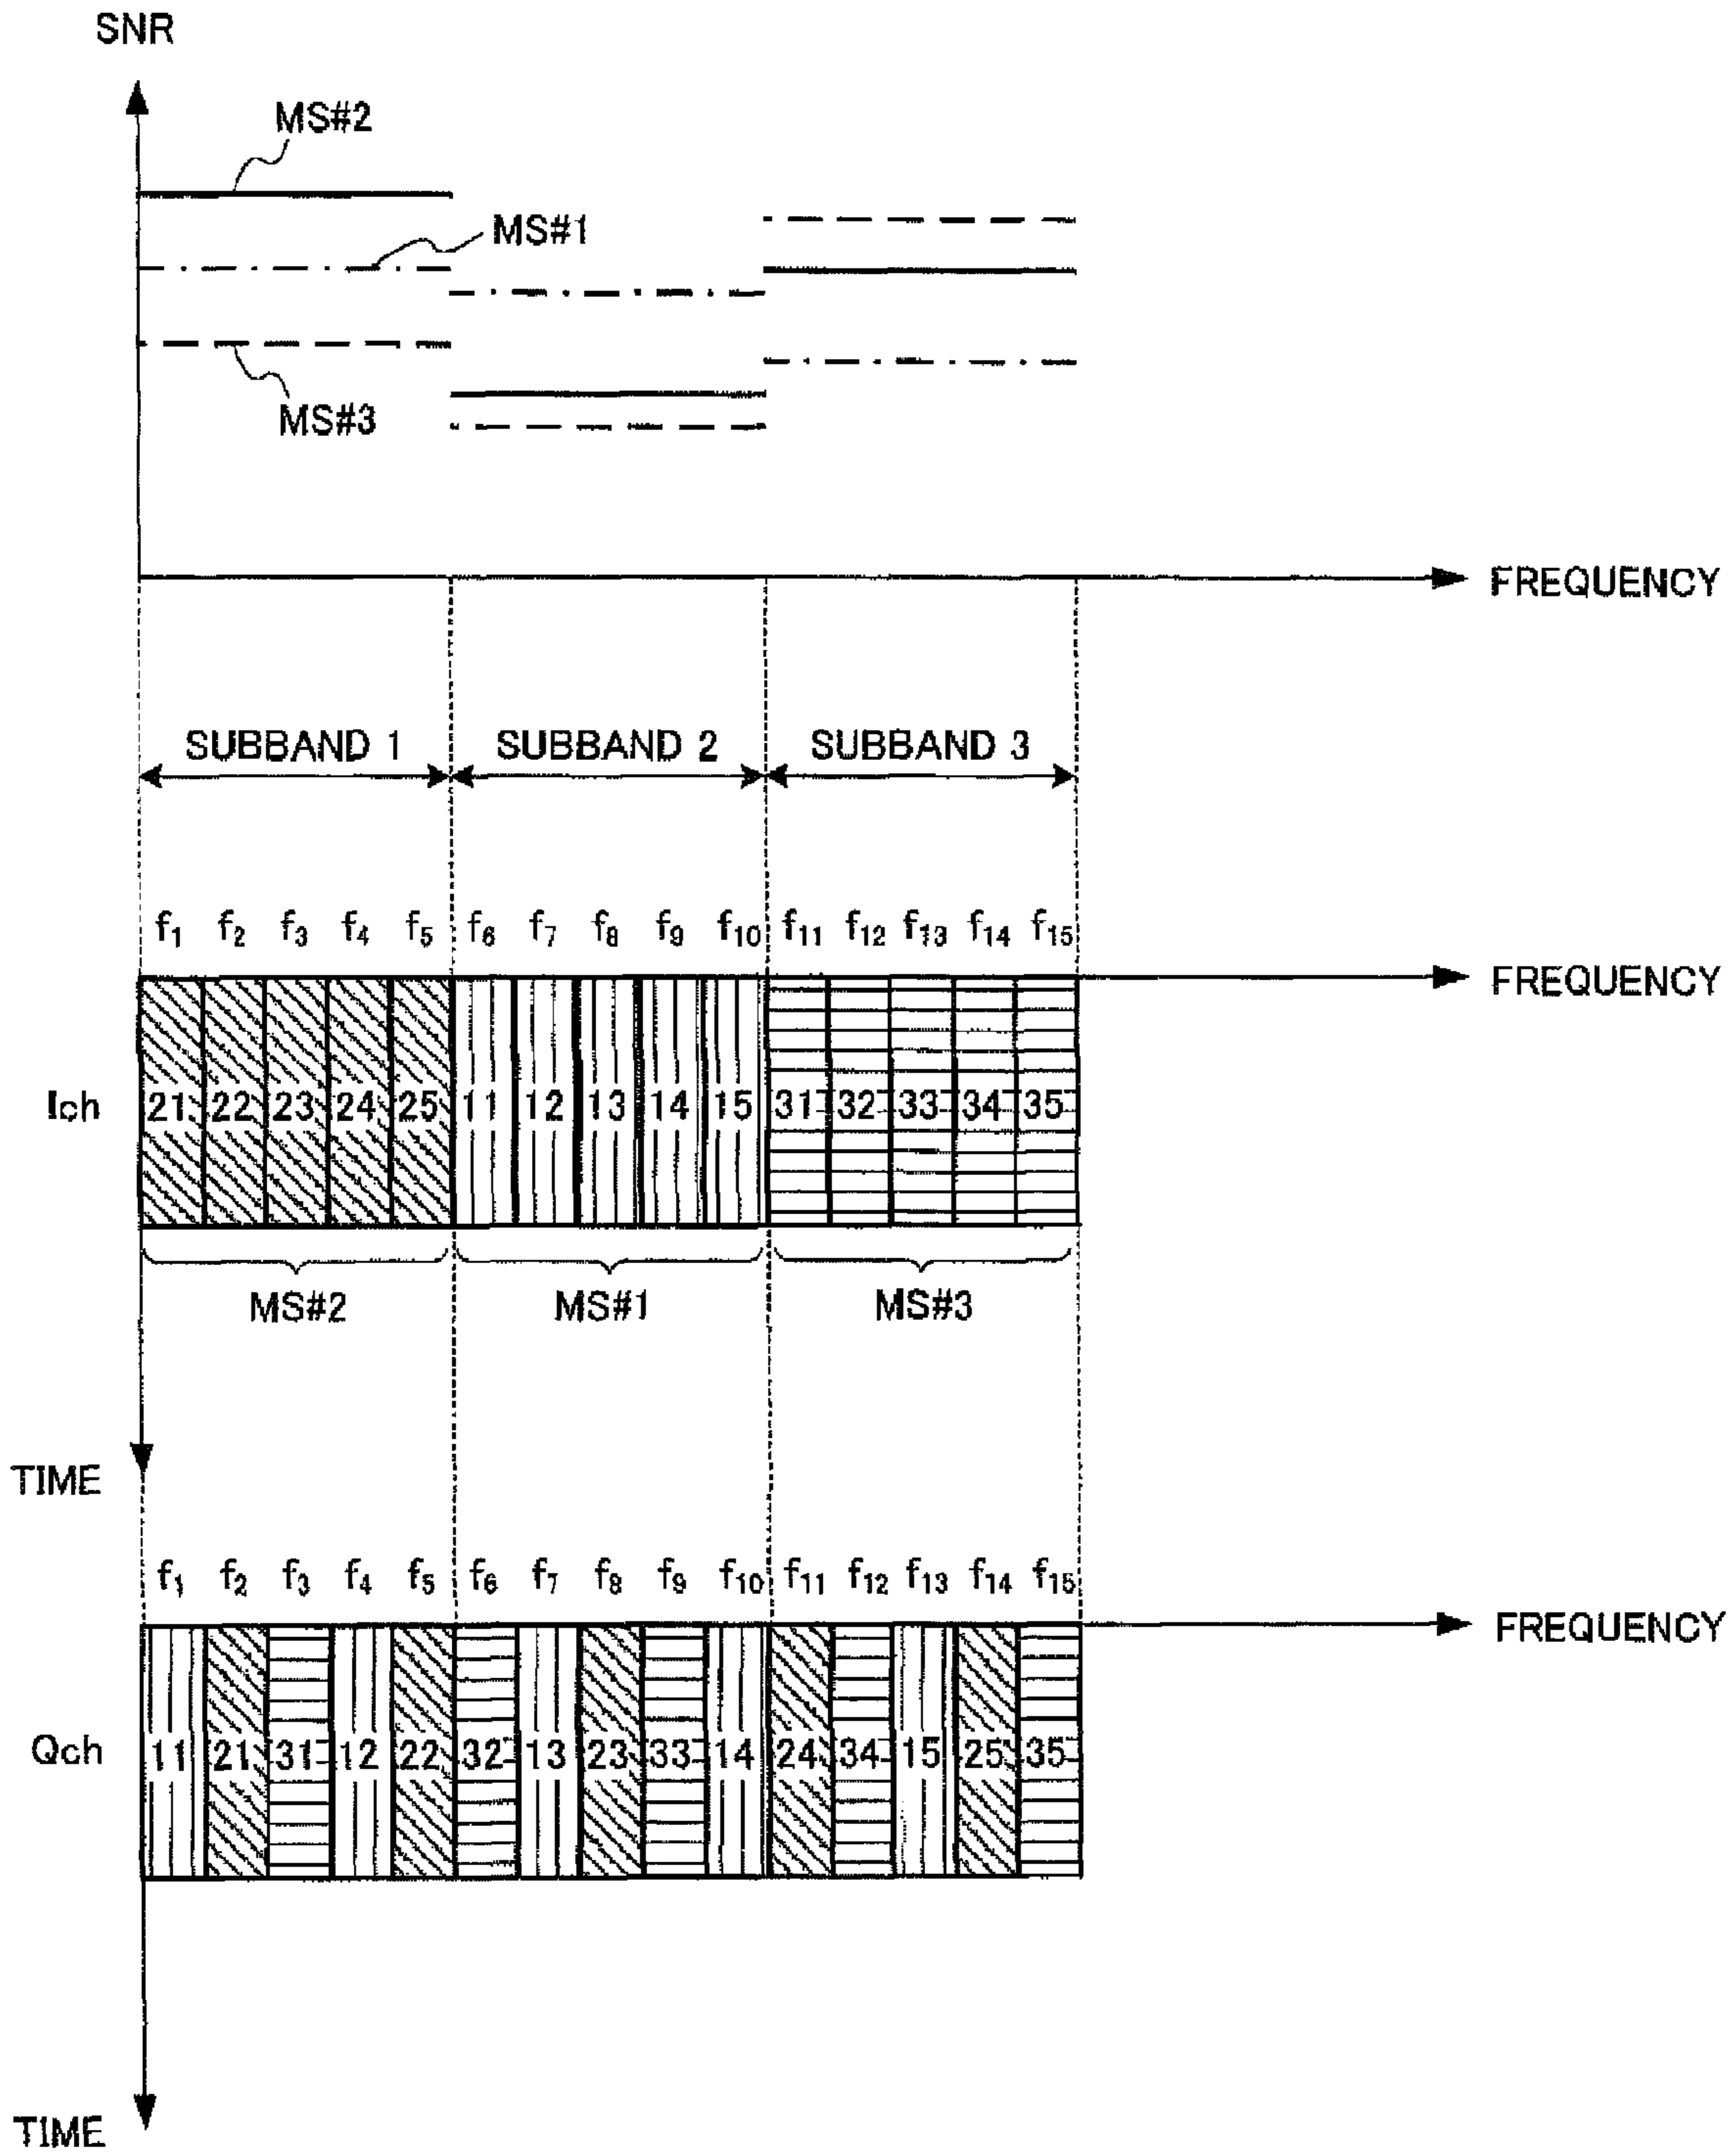 SNR
MS#2
MS#1
MS#3
FREQUENCY
SUBBAND 1 SUBBAND 2 SUBBAND 3
f1 f2 f3 f4 f5 f6 f7 f8 f9 f10 f11 f12 f13 f14 f15
FREQUENCY
Ich 21 22 23 24 25 11 12 13 14 15 31 32 33 34 35
MS#2 MS#1 MS#3
TIME
f1 f2 f3 f4 f5 f6 f7 f8 f9 f10 f11 f12 f13 f14 f15
FREQUENCY
Qch 11 21 31 12 22 32 13 23 33 14 24 34 15 25 35
TIME